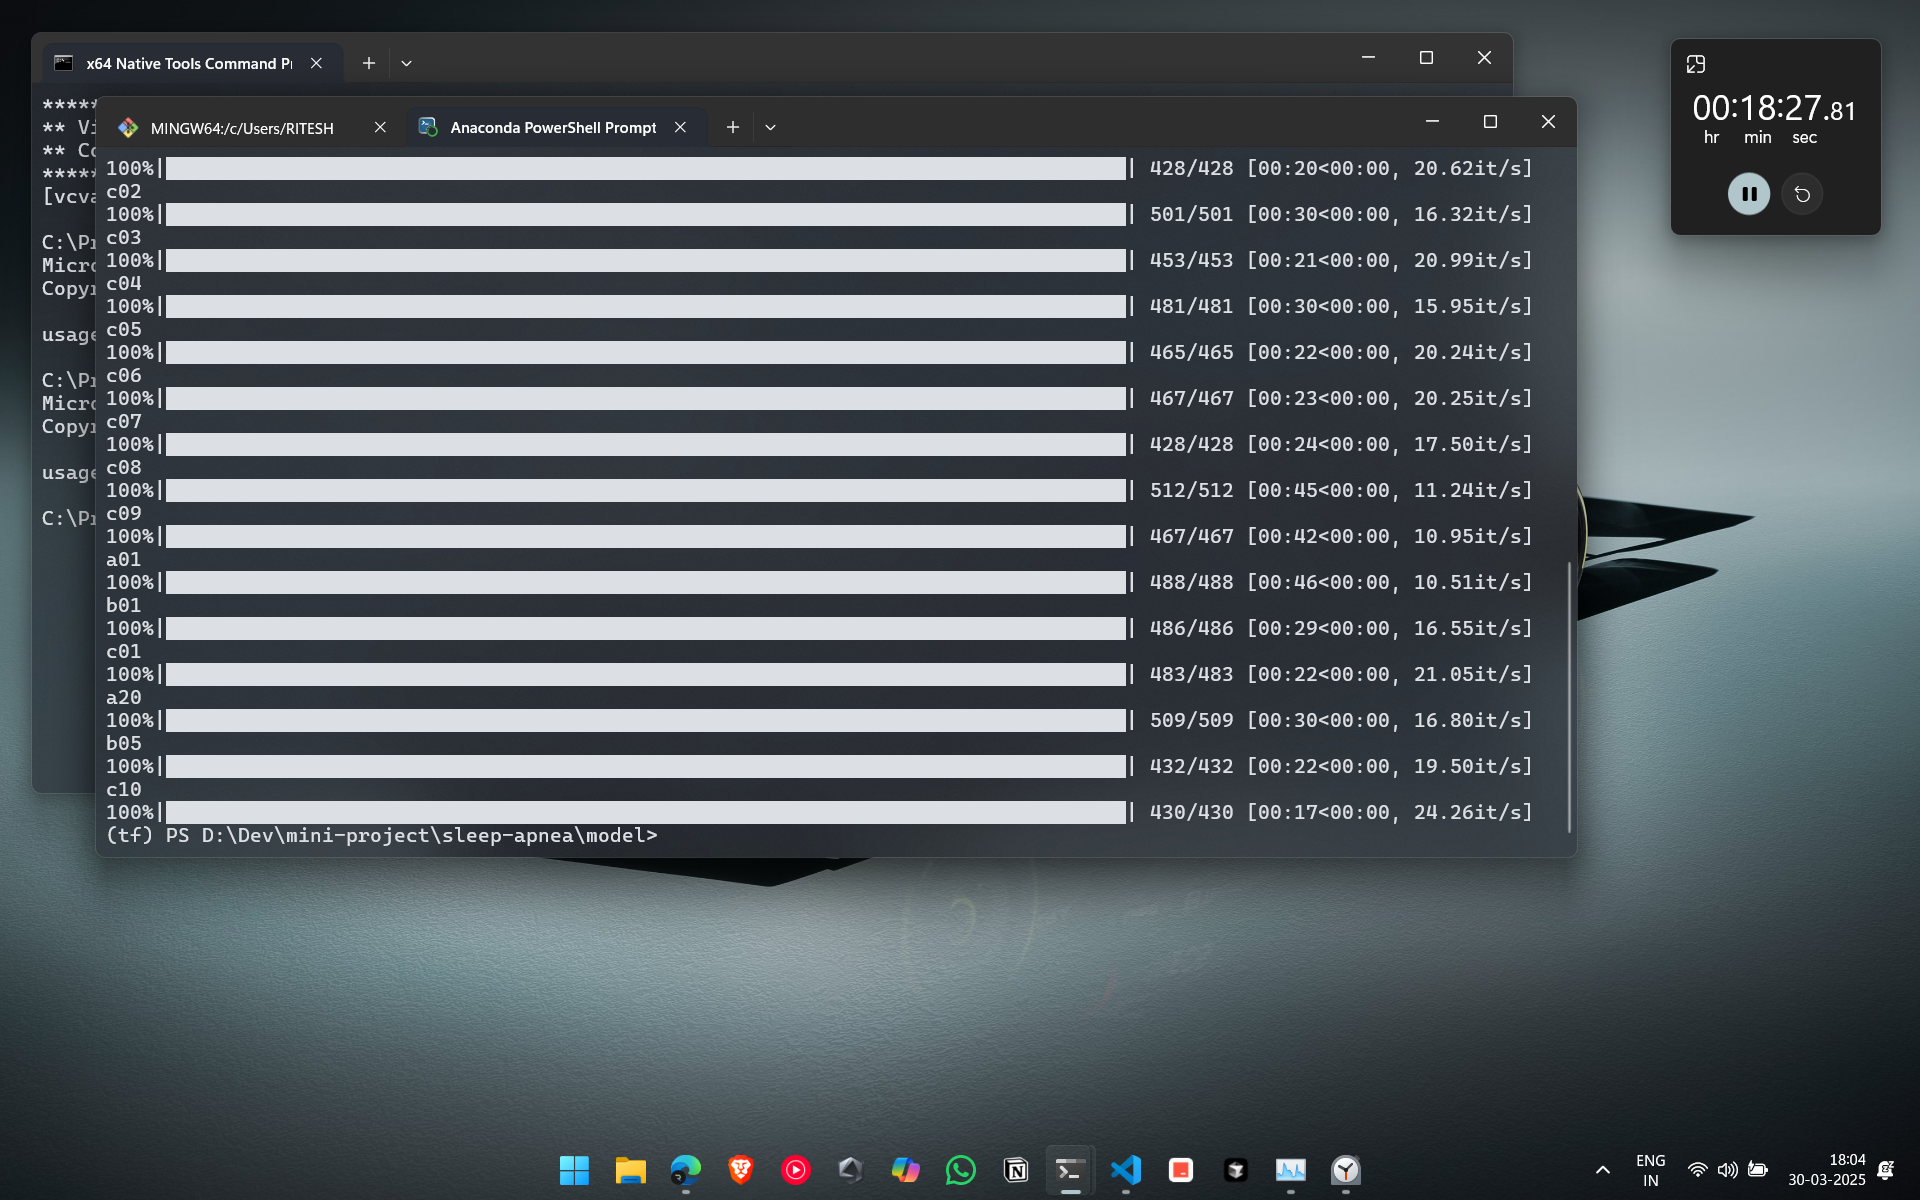 x64 Native Tools Command Pr
*****
** Vi
** Co
*****
[vcva
C:\Pr
Micro
Copyr
usage
C:\Pr
Micro
Copyr
usage
C:\Pr
MINGW64:/c/Users/RITESH
Anaconda PowerShell Prompt
100%| | 428/428 [00:20<00:00, 20.62it/s]
c02
100%| | 501/501 [00:30<00:00, 16.32it/s]
c03
100%| | 453/453 [00:21<00:00, 20.99it/s]
c04
100%| | 481/481 [00:30<00:00, 15.95it/s]
c05
100%| | 465/465 [00:22<00:00, 20.24it/s]
c06
100%| | 467/467 [00:23<00:00, 20.25it/s]
c07
100%| | 428/428 [00:24<00:00, 17.50it/s]
c08
100%| | 512/512 [00:45<00:00, 11.24it/s]
c09
100%| | 467/467 [00:42<00:00, 10.95it/s]
a01
100%| | 488/488 [00:46<00:00, 10.51it/s]
b01
100%| | 486/486 [00:29<00:00, 16.55it/s]
c01
100%| | 483/483 [00:22<00:00, 21.05it/s]
a20
100%| | 509/509 [00:30<00:00, 16.80it/s]
b05
100%| | 432/432 [00:22<00:00, 19.50it/s]
c10
100%| | 430/430 [00:17<00:00, 24.26it/s]
(tf) PS D:\Dev\mini-project\sleep-apnea\model>
00:18:27.81
hr min sec
ENG
IN
18:04
30-03-2025